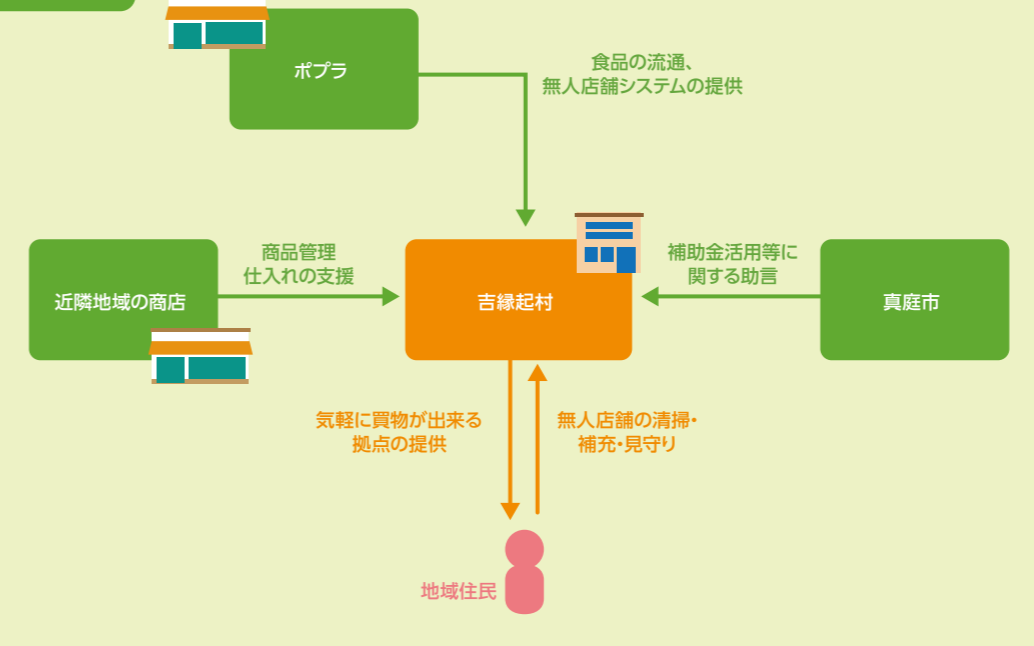 ポプラ
食品の流通、
無人店舗システムの提供
商品管理
仕入れの支援
補助金活用等に
関する助言
近隣地域の商店
吉縁起村
真庭市
気軽に買物が出来る
拠点の提供
無人店舗の清掃・
補充・見守り
地域住民